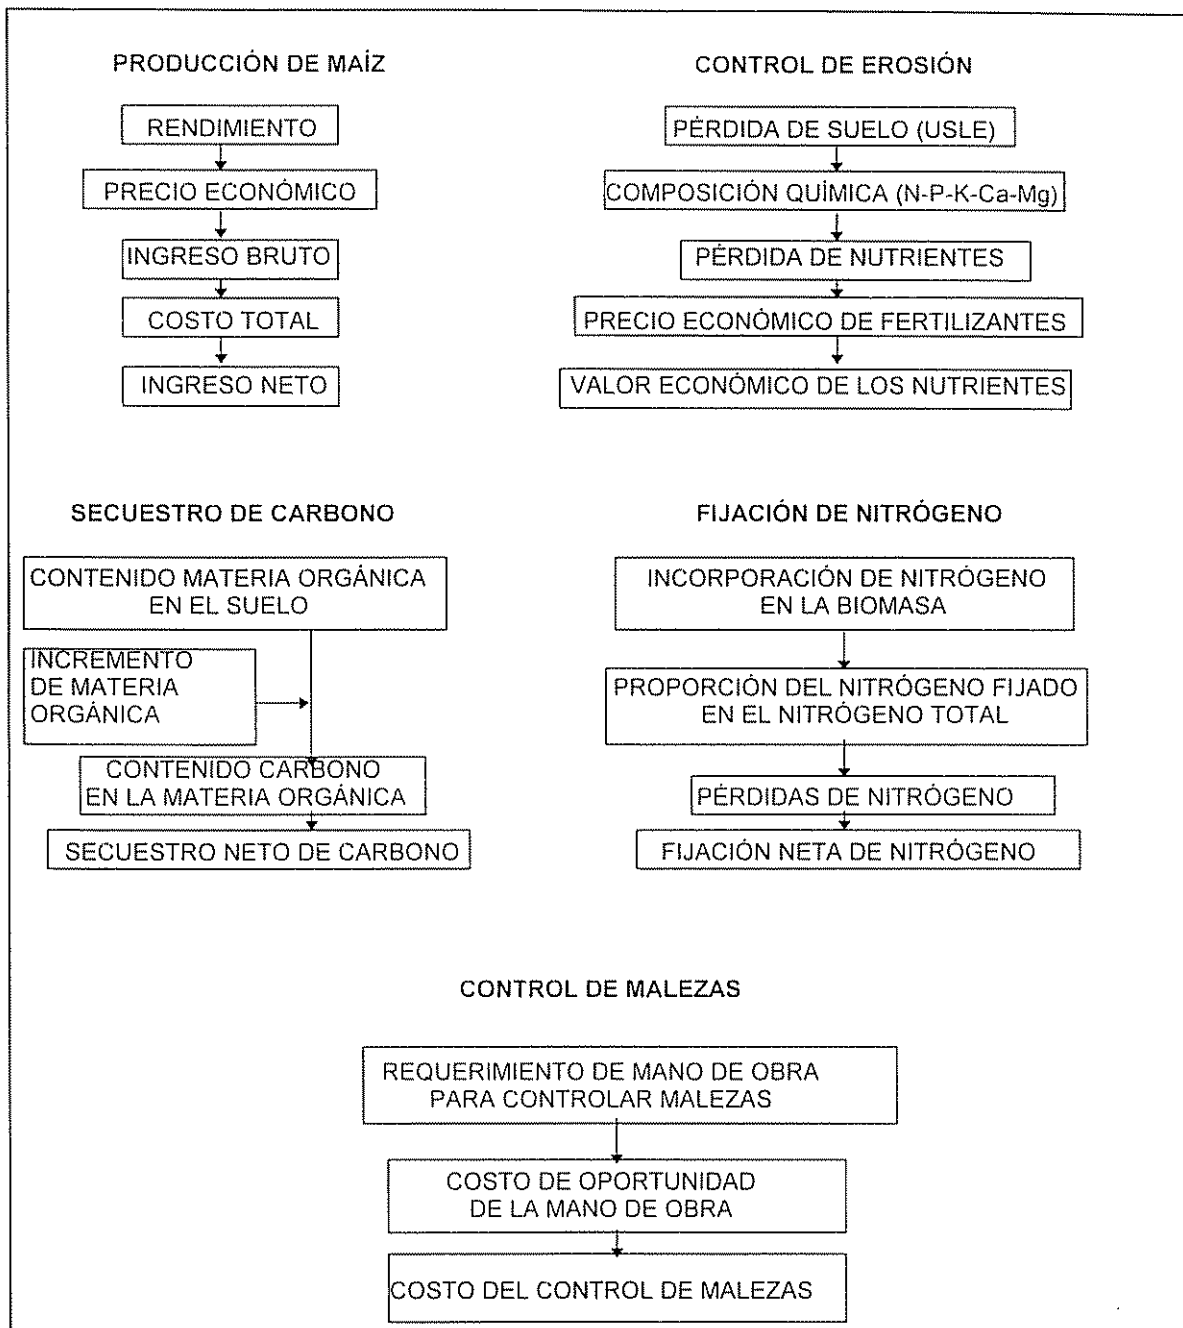 PRODUCCIÓN DE MAÍZ
RENDIMIENTO
PRECIO ECONÓMICO
INGRESO BRUTO
COSTO TOTAL
INGRESO NETO
CONTROL DE EROSIÓN
PÉRDIDA DE SUELO (USLE)
COMPOSICIÓN QUÍMICA (N-P-K-Ca-Mg)
PÉRDIDA DE NUTRIENTES
PRECIO ECONÓMICO DE FERTILIZANTES
VALOR ECONÓMICO DE LOS NUTRIENTES
SECUESTRO DE CARBONO
CONTENIDO MATERIA ORGÁNICA
EN EL SUELO
INCREMENTO
DE MATERIA
ORGÁNICA
CONTENIDO CARBONO
EN LA MATERIA ORGÁNICA
SECUESTRO NETO DE CARBONO
FIJACIÓN DE NITRÓGENO
INCORPORACIÓN DE NITRÓGENO
EN LA BIOMASA
PROPORCIÓN DEL NITRÓGENO FIJADO
EN EL NITRÓGENO TOTAL
PÉRDIDAS DE NITRÓGENO
FIJACIÓN NETA DE NITRÓGENO
CONTROL DE MALEZAS
REQUERIMIENTO DE MANO DE OBRA
PARA CONTROLAR MALEZAS
COSTO DE OPORTUNIDAD
DE LA MANO DE OBRA
COSTO DEL CONTROL DE MALEZAS